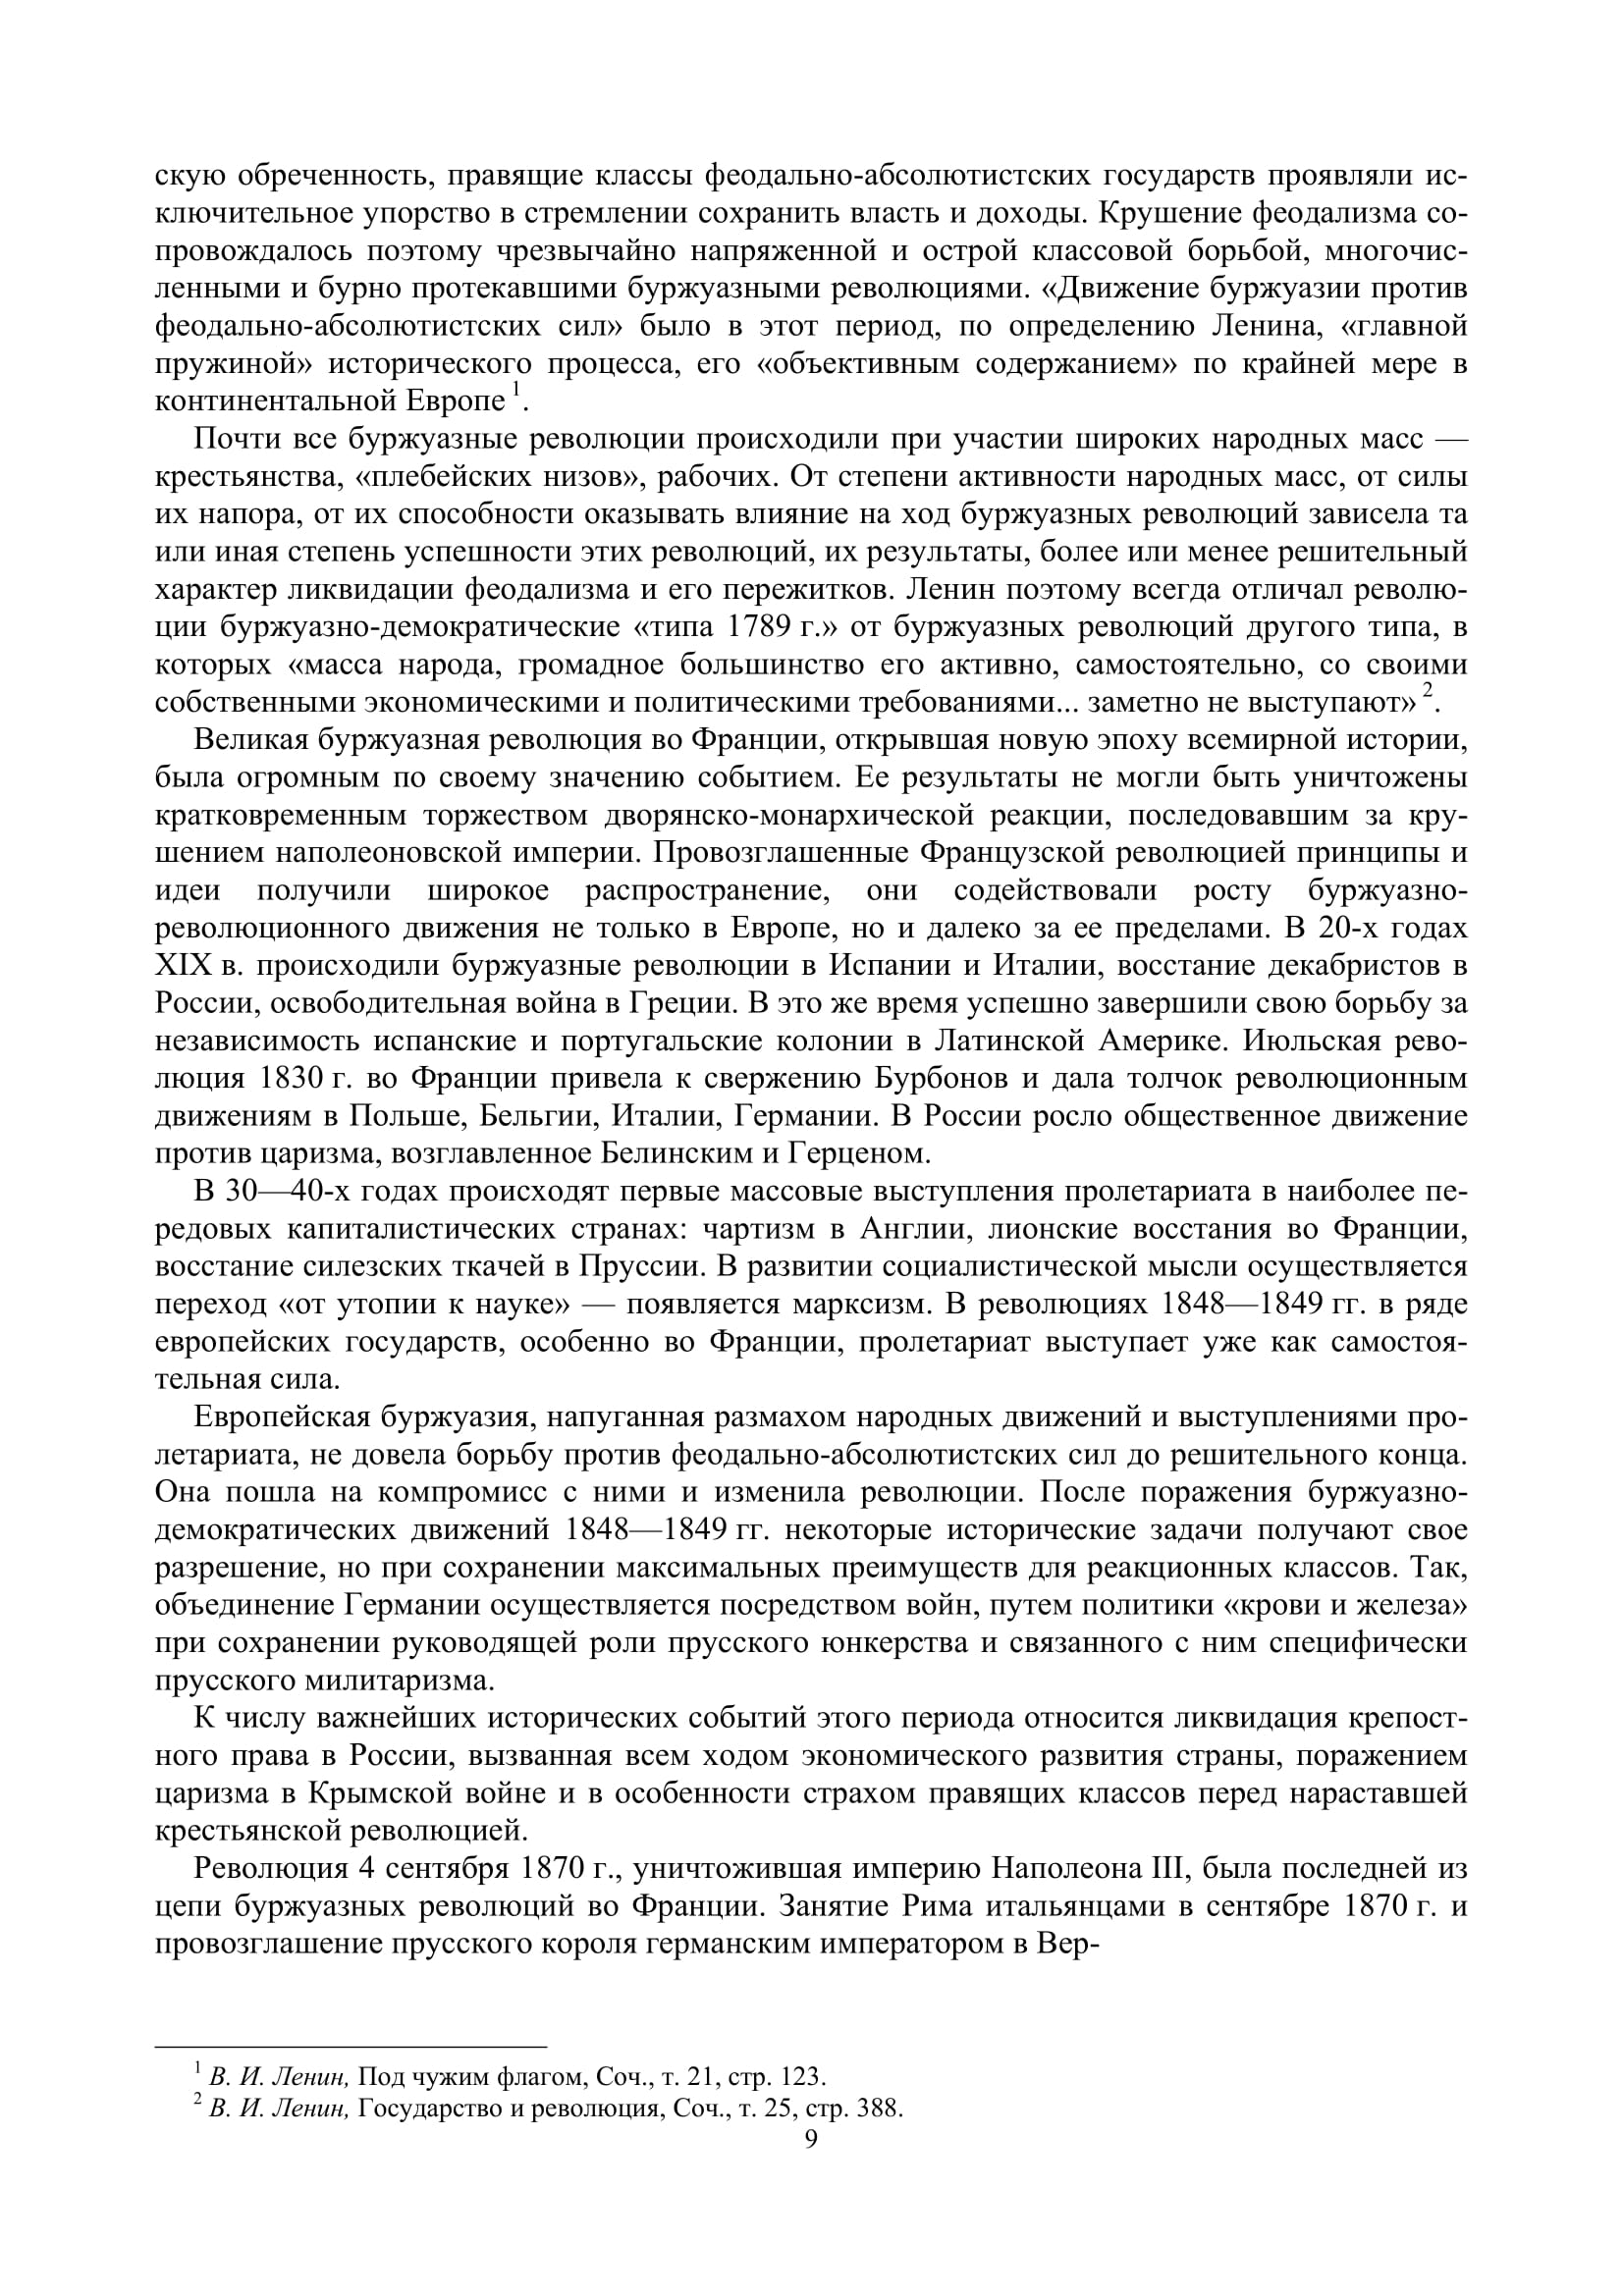 скую обреченность, правящие классы феодально-абсолютистских государств проявляли ис-
ключительное упорство в стремлении сохранить власть и доходы. Крушение феодализма со-
провождалось поэтому чрезвычайно напряженной и острой классовой борьбой, многочис-
ленными и бурно протекавшими буржуазными революциями. «Движение буржуазии против
феодально-абсолютистских сил» было в этот период, по определению Ленина, «главной
пружиной» исторического процесса, его «объективным содержанием» по крайней мере в
континентальной Европе 1.
Почти все буржуазные революции происходили при участии широких народных масс —
крестьянства, «плебейских низов», рабочих. От степени активности народных масс, от силы
их напора, от их способности оказывать влияние на ход буржуазных революций зависела та
или иная степень успешности этих революций, их результаты, более или менее решительный
характер ликвидации феодализма и его пережитков. Ленин поэтому всегда отличал револю-
ции буржуазно-демократические «типа 1789 г.» от буржуазных революций другого типа, в
которых «масса народа, громадное большинство его активно, самостоятельно, со своими
собственными экономическими и политическими требованиями... заметно не выступают» 2.
Великая буржуазная революция во Франции, открывшая новую эпоху всемирной истории,
была огромным по своему значению событием. Ее результаты не могли быть уничтожены
кратковременным торжеством дворянско-монархической реакции, последовавшим за кру-
шением наполеоновской империи. Провозглашенные Французской революцией принципы и
идеи получили широкое распространение, они содействовали росту буржуазно-
революционного движения не только в Европе, но и далеко за ее пределами. В 20-х годах
XIX в. происходили буржуазные революции в Испании и Италии, восстание декабристов в
России, освободительная война в Греции. В это же время успешно завершили свою борьбу за
независимость испанские и португальские колонии в Латинской Америке. Июльская рево-
люция 1830 г. во Франции привела к свержению Бурбонов и дала толчок революционным
движениям в Польше, Бельгии, Италии, Германии. В России росло общественное движение
против царизма, возглавленное Белинским и Герценом.
В 30—40-х годах происходят первые массовые выступления пролетариата в наиболее пе-
редовых капиталистических странах: чартизм в Англии, лионские восстания во Франции,
восстание силезских ткачей в Пруссии. В развитии социалистической мысли осуществляется
переход «от утопии к науке» — появляется марксизм. В революциях 1848—1849 гг. в ряде
европейских государств, особенно во Франции, пролетариат выступает уже как самостоя-
тельная сила.
Европейская буржуазия, напуганная размахом народных движений и выступлениями про-
летариата, не довела борьбу против феодально-абсолютистских сил до решительного конца.
Она пошла на компромисс с ними и изменила революции. После поражения буржуазно-
демократических движений 1848—1849 гг. некоторые исторические задачи получают свое
разрешение, но при сохранении максимальных преимуществ для реакционных классов. Так,
объединение Германии осуществляется посредством войн, путем политики «крови и железа»
при сохранении руководящей роли прусского юнкерства и связанного с ним специфически
прусского милитаризма.
К числу важнейших исторических событий этого периода относится ликвидация крепост-
ного права в России, вызванная всем ходом экономического развития страны, поражением
царизма в Крымской войне и в особенности страхом правящих классов перед нараставшей
крестьянской революцией.
Революция 4 сентября 1870 г., уничтожившая империю Наполеона III, была последней из
цепи буржуазных революций во Франции. Занятие Рима итальянцами в сентябре 1870 г. и
провозглашение прусского короля германским императором в Вер-
1 В. И. Ленин, Под чужим флагом, Соч., т. 21, стр. 123.
2 В. И. Ленин, Государство и революция, Соч., т. 25, стр. 388.
9